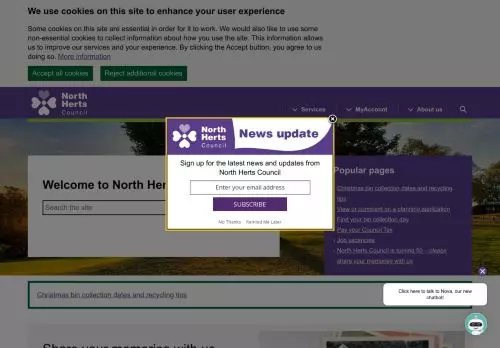 We use cookies on this site to enhance your user experience
Some cookies on this site are essential in order for it to work. We would also like to use some
non-essential cookies to collect information about how you use the site. This information allows
us to improve our services and your experience. By clicking the Accept button, you agree to us
doing so. More information
Accept all cookies
Reject additional cookies
North
Herts
Council
Services
MyAccount
About us
North
Herts
Council
News update
Sign up for the latest news and updates from
North Herts Council
Enter your email address
SUBSCRIBE
No Thanks
Remind Me Later
Welcome to North Her
Search the site
Popular pages
Christmas bin collection dates and recycling
tips
View or comment on a planning application
Find your bin collection day
Pay your Council Tax
Job vacancies
North Herts Council is turning 50 – please
share your memories with us
Click here to talk to Nova, our new
chatbot!
Christmas bin collection dates and recycling tips
Share your memories with us